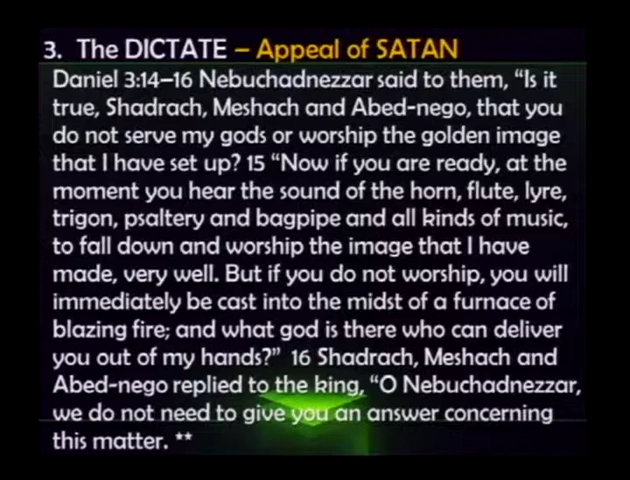 3. The DICTATE – Appeal of SATAN
Daniel 3:14–16 Nebuchadnezzar said to them, “Is it
true, Shadrach, Meshach and Abed-nego, that you
do not serve my gods or worship the golden image
that I have set up? 15 “Now if you are ready, at the
moment you hear the sound of the horn, flute, lyre,
trigon, psaltery and bagpipe and all kinds of music,
to fall down and worship the image that I have
made, very well. But if you do not worship, you will
immediately be cast into the midst of a furnace of
blazing fire; and what god is there who can deliver
you out of my hands?” 16 Shadrach, Meshach and
Abed-nego replied to the king, “O Nebuchadnezzar,
we do not need to give you an answer concerning
this matter. **